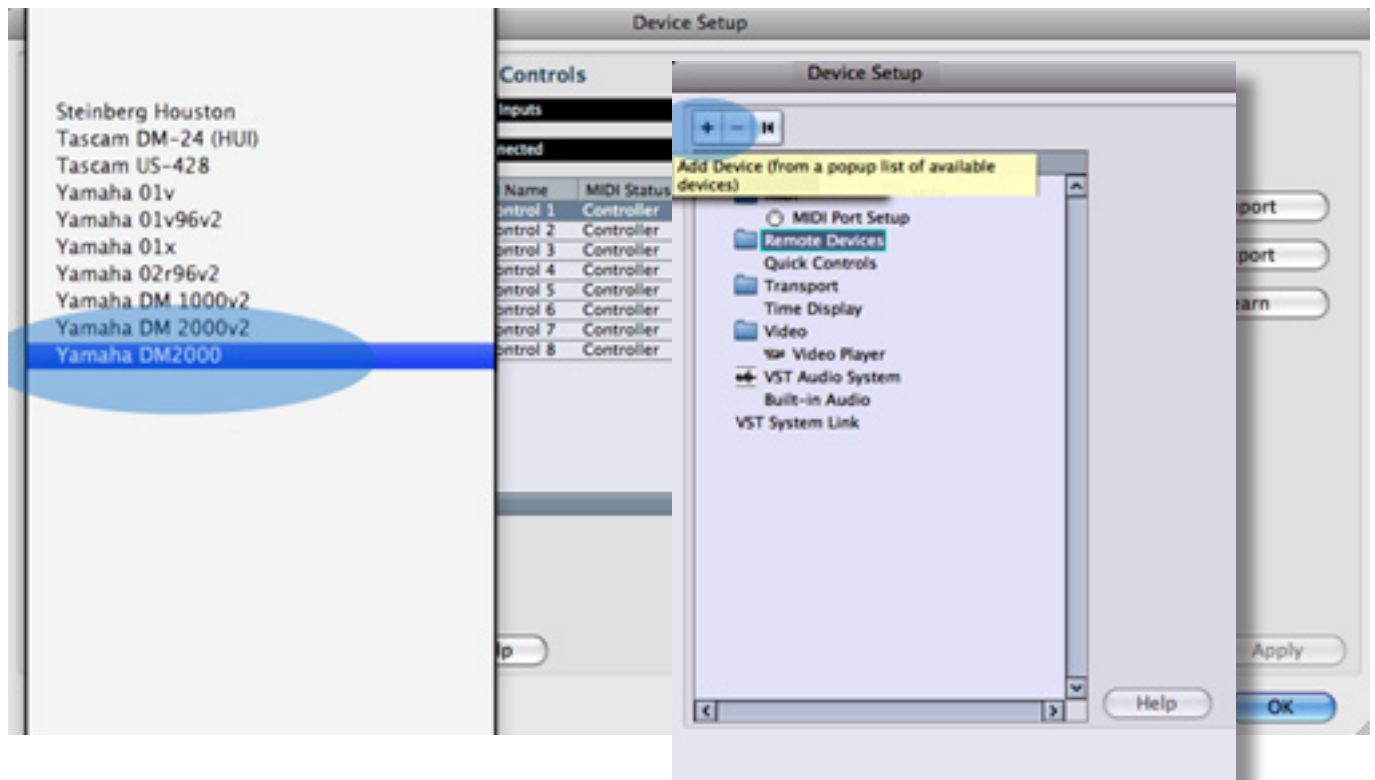 Device Setup
Steinberg Houston
Tascam DM-24 (HUI)
Tascam US-428
Yamaha 01v
Yamaha 01v96v2
Yamaha 01x
Yamaha 02r96v2
Yamaha DM 1000v2
Yamaha DM 2000v2
Yamaha DM2000
Controls
Inputs
nected
Name MIDI Status
ontrol 1 Controller
ontrol 2 Controller
ontrol 3 Controller
ontrol 4 Controller
ontrol 5 Controller
ontrol 6 Controller
ontrol 7 Controller
ontrol 8 Controller
lp
Device Setup
+ −
Add Device (from a popup list of available
devices)
MIDI Port Setup
Remote Devices
Quick Controls
Transport
Time Display
Video
Video Player
VST Audio System
Built-in Audio
VST System Link
Help
port
port
earn
Apply
OK